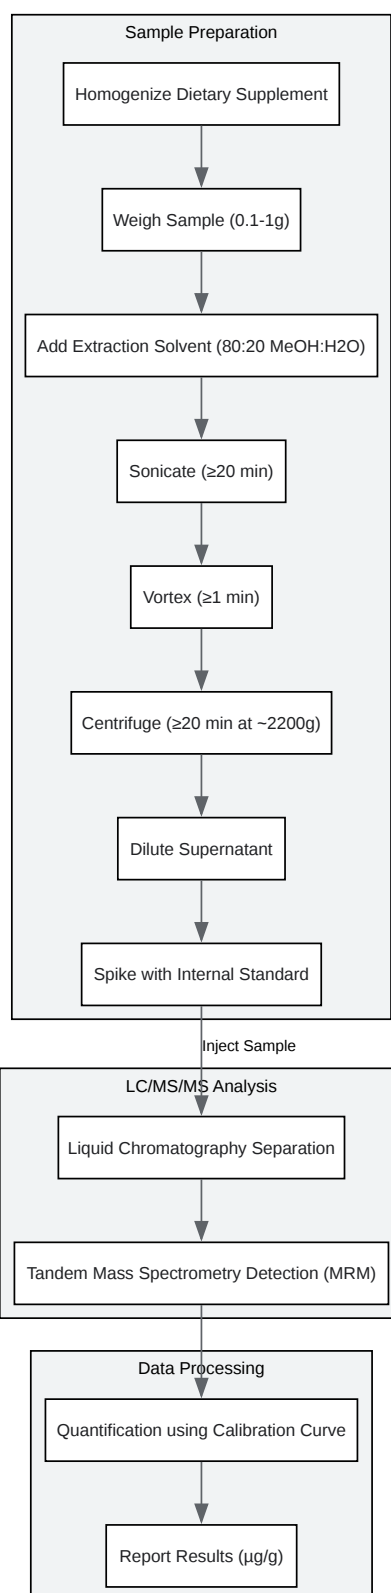 Sample Preparation
Homogenize Dietary Supplement
Weigh Sample (0.1-1g)
Add Extraction Solvent (80:20 MeOH:H2O)
Sonicate (≥20 min)
Vortex (≥1 min)
Centrifuge (≥20 min at ~2200g)
Dilute Supernatant
Spike with Internal Standard
Inject Sample
LC/MS/MS Analysis
Liquid Chromatography Separation
Tandem Mass Spectrometry Detection (MRM)
Data Processing
Quantification using Calibration Curve
Report Results (µg/g)